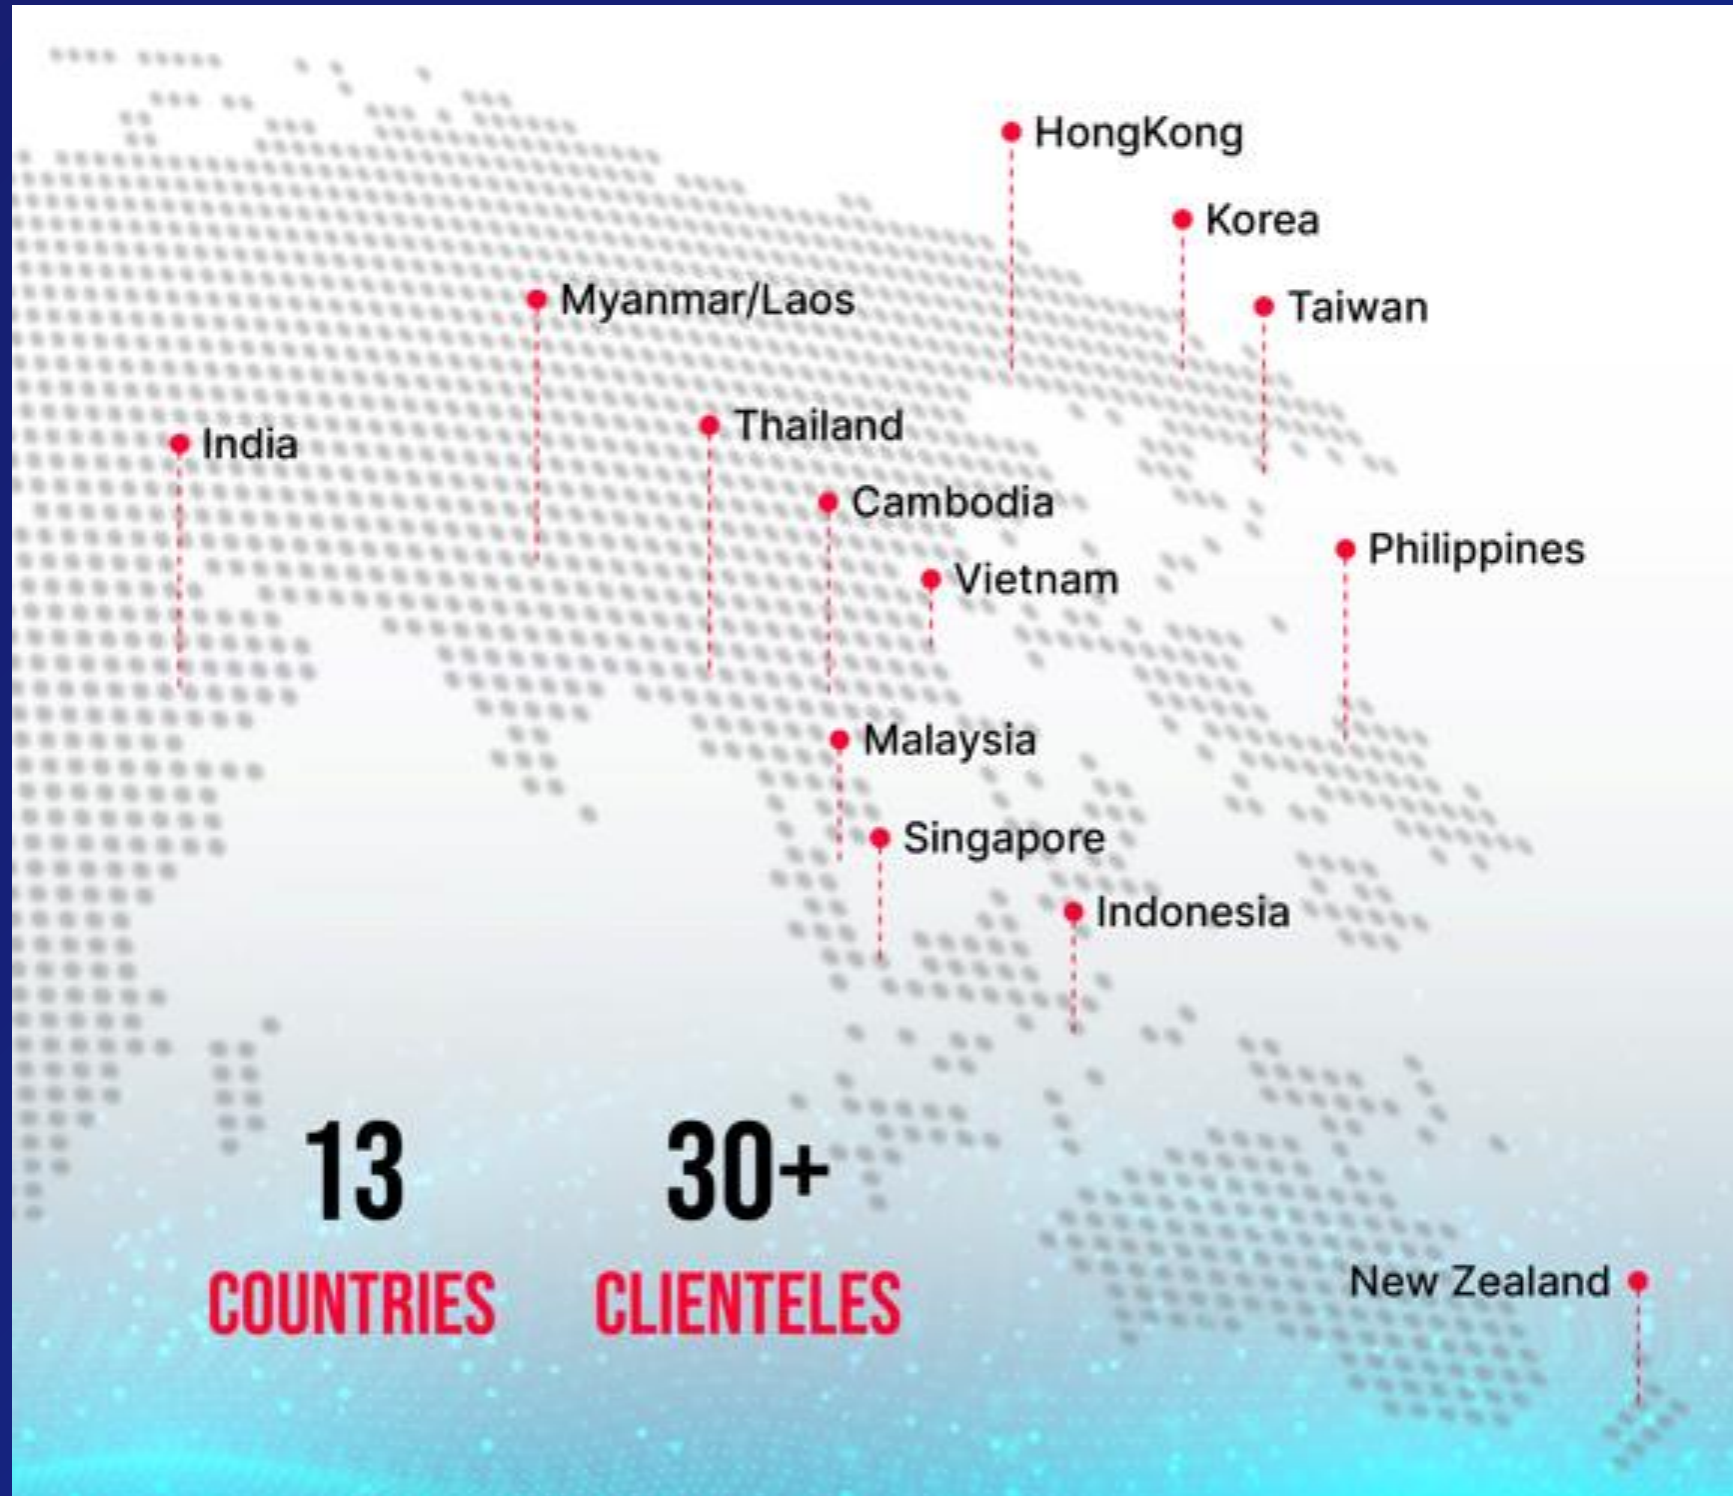 HongKong
Korea
Myanmar/Laos
Taiwan
Thailand
India
Cambodia
Philippines
Vietnam
Malaysia
Singapore
Indonesia
13
COUNTRIES
30+
CLIENTELES
New Zealand